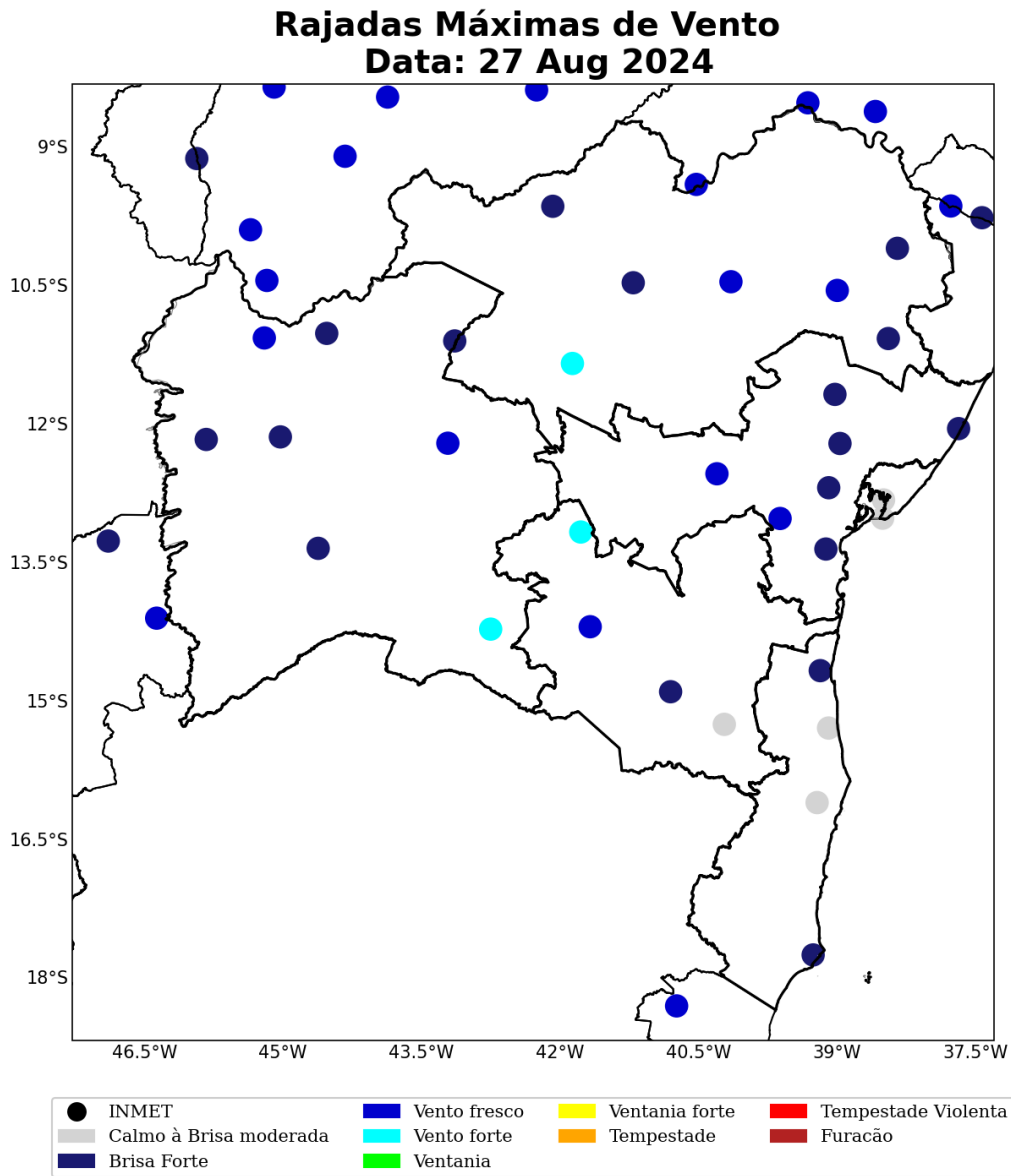 Rajadas Máximas de Vento
Data: 27 Aug 2024
9°S
10.5°S
12°S
13.5°S
15°S
16.5°S
18°S
46.5°W 45°W 43.5°W 42°W 40.5°W 39°W 37.5°W
INMET Vento fresco Ventania forte Tempestade Violenta
Calmo à Brisa moderada Vento forte Tempestade Furacão
Brisa Forte Ventania